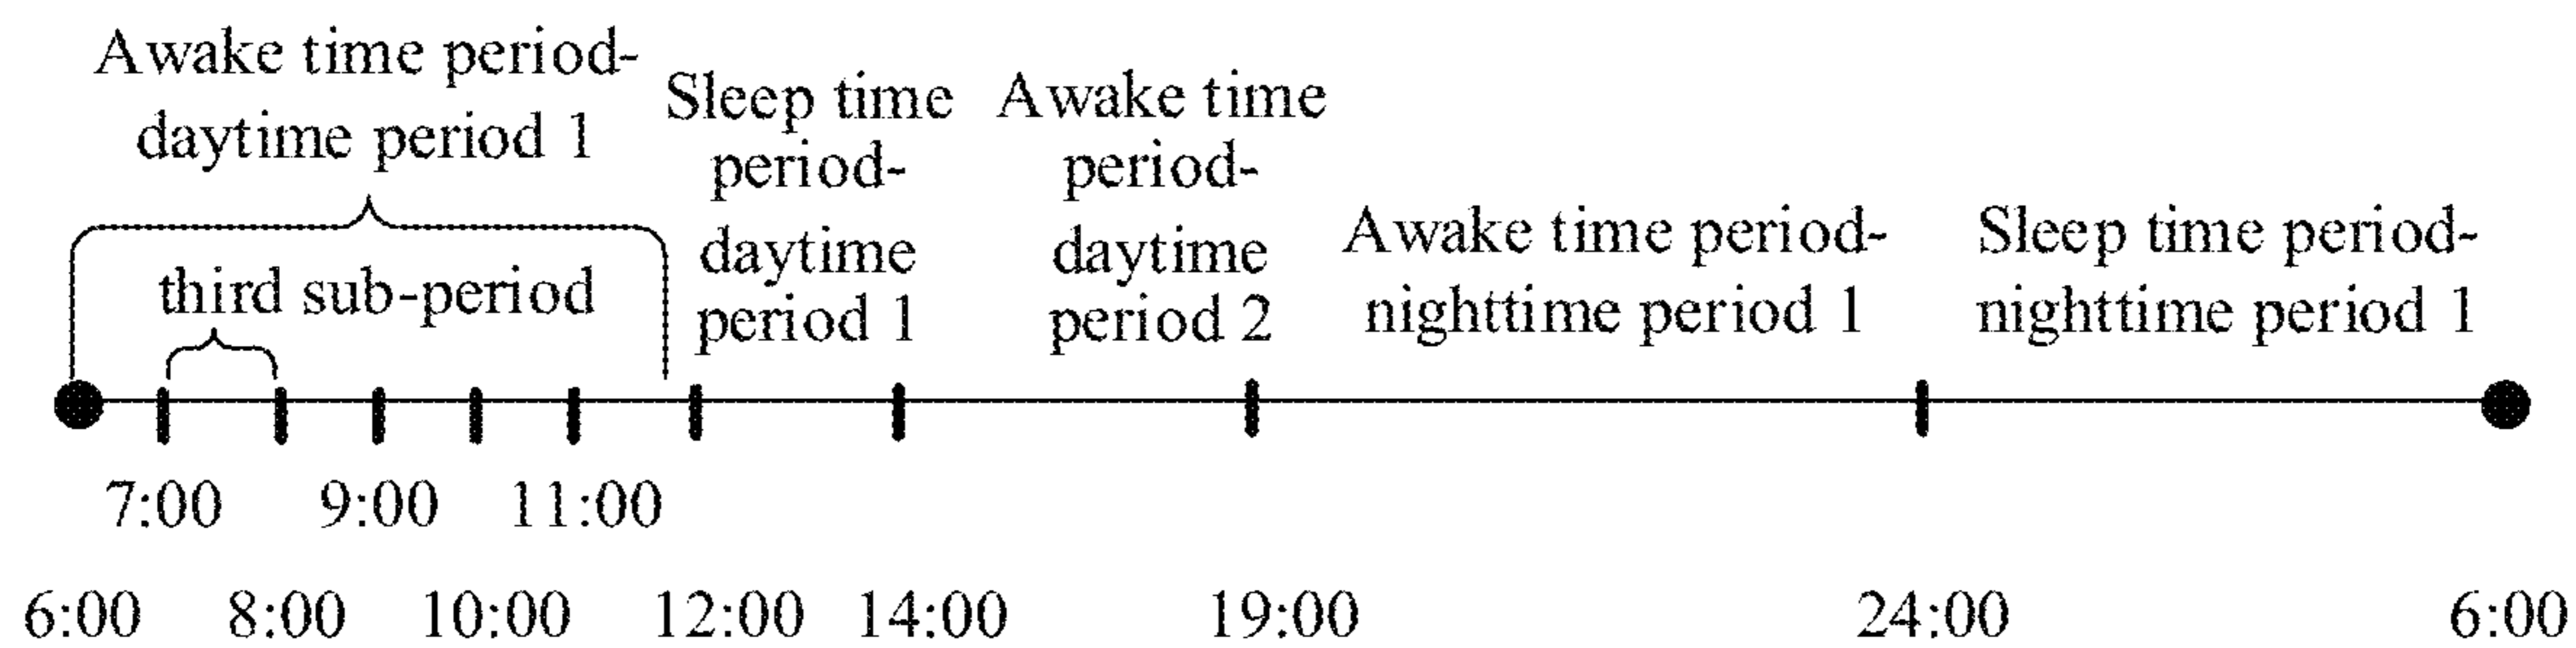 Awake time period-
daytime period 1
third sub-period
Sleep time
period-
daytime
period 1
Awake time
period-
daytime
period 2
Awake time period-
nighttime period 1
Sleep time period-
nighttime period 1
7:00 9:00 11:00
6:00 8:00 10:00 12:00 14:00 19:00 24:00 6:00